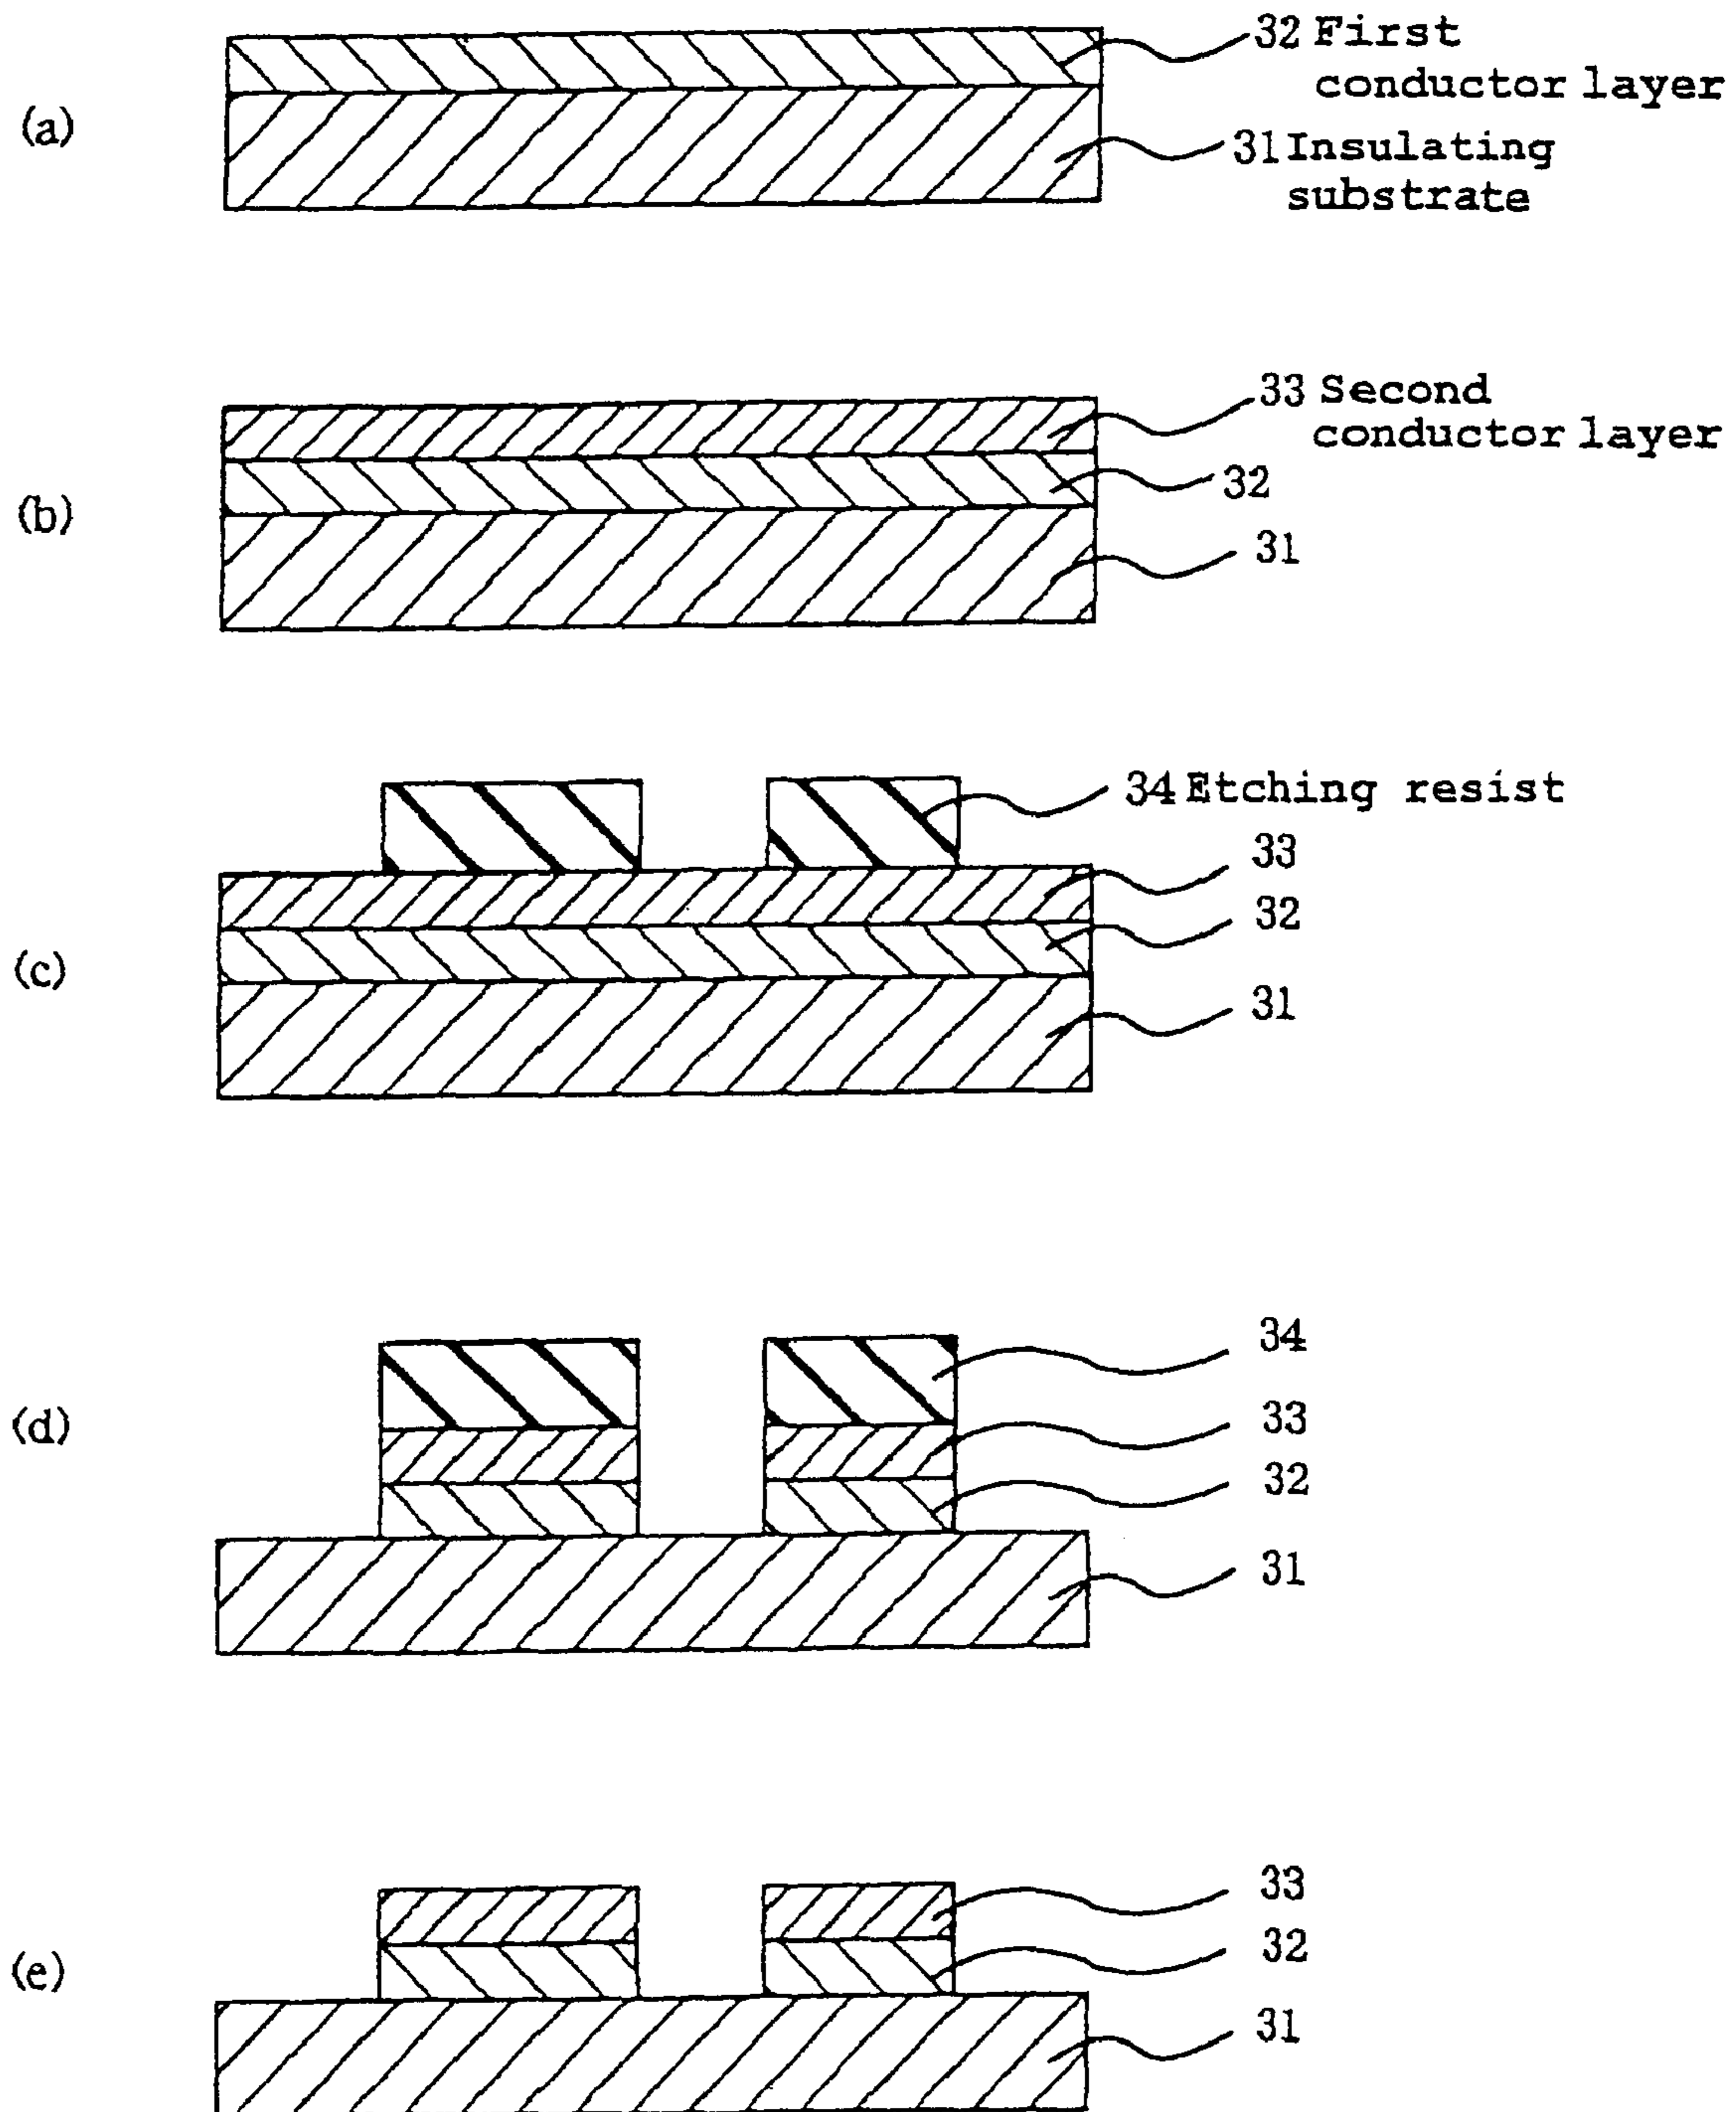 (a)
32 First
conductor layer
31 Insulating
substrate
(b)
33 Second
conductor layer
32
31
(c)
34 Etching resist
33
32
31
(d)
34
33
32
31
(e)
33
32
31